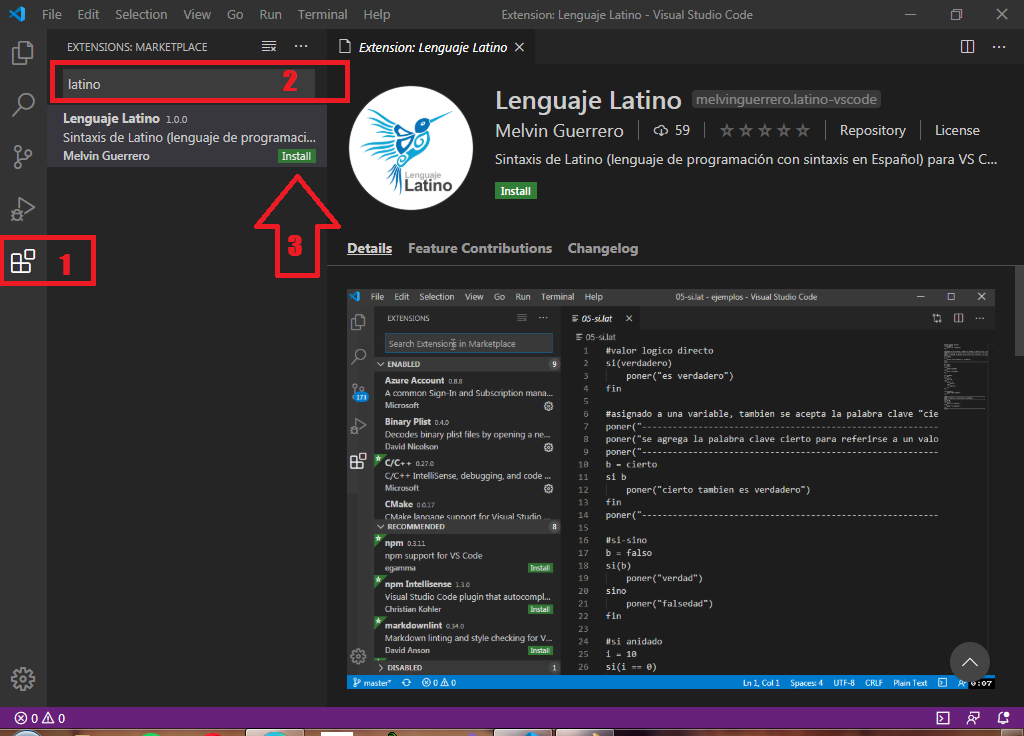 File Edit Selection View Go Run Terminal Help Extension: Lenguaje Latino - Visual Studio Code
EXTENSIONS: MARKETPLACE
Extension: Lenguaje Latino
latino
2
Lenguaje Latino 1.0.0
Sintaxis de Latino (lenguaje de programaci...
Melvin Guerrero Install
3
1
Lenguaje
Latino
Lenguaje Latino melvinguerrero.latino-vscode
Melvin Guerrero 59 Repository License
Sintaxis de Latino (lenguaje de programación con sintaxis en Español) para VS C...
Install
Details Feature Contributions Changelog
File Edit Selection View Go Run Terminal Help 05-si.lat - ejemplos - Visual Studio Code
EXTENSIONS
Search Extensions in Marketplace
ENABLED 9
Azure Account 0.8.0
A common Sign-In and Subscription mana...
Microsoft
Binary Plist 0.4.0
Decodes binary plist files by opening a ne...
David Nicolson
173
C/C++ 0.27.0
C/C++ IntelliSense, debugging, and code ...
Microsoft
CMake 0.0.17
CMake langage support for Visual Studio ...
RECOMMENDED 8
npm 0.3.11
npm support for VS Code
egamma Install
npm Intellisense 1.3.0
Visual Studio Code plugin that autocompl...
Christian Kohler Install
markdownlint 0.34.0
Markdown linting and style checking for V...
David Anson Install
DISABLED 1
05-si.lat
05-si.lat
1 #valor logico directo
2 si(verdadero)
3 poner("es verdadero")
4 fin
5
6 #asignado a una variable, tambien se acepta la palabra clave "cie
7 poner("--------------------------------------------------
8 poner("se agrega la palabra clave cierto para referirse a un valo
9 poner("--------------------------------------------------
10 b = cierto
11 si b
12 poner("cierto tambien es verdadero")
13 fin
14 poner("--------------------------------------------------
15
16 #si-sino
17 b = falso
18 si(b)
19 poner("verdad")
20 sino
21 poner("falsedad")
22 fin
23
24 #si anidado
25 i = 10
26 si(i == 0)
master* 0 0 Ln 1, Col 1 Spaces: 4 UTF-8 CRLF Plain Text 0:07
0 0